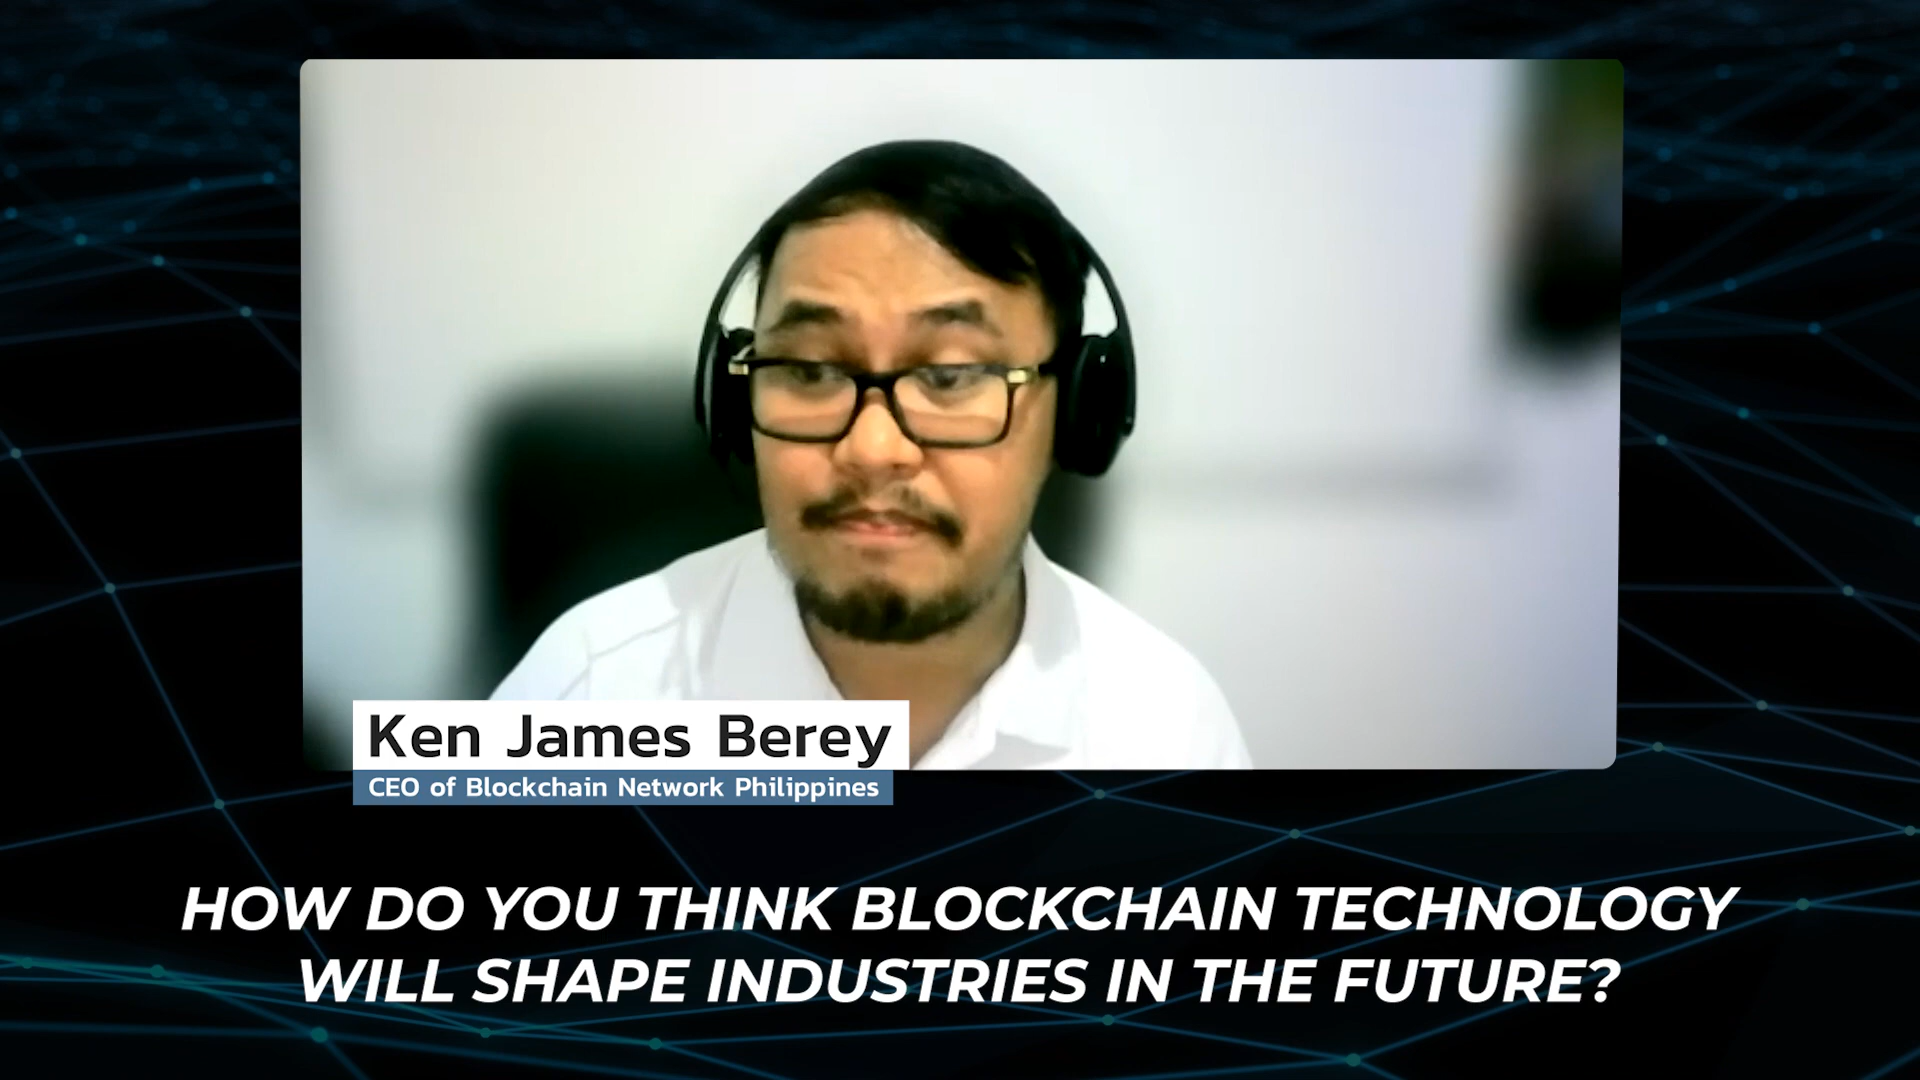 Ken James Berey
CEO of Blockchain Network Philippines
HOW DO YOU THINK BLOCKCHAIN TECHNOLOGY
WILL SHAPE INDUSTRIES IN THE FUTURE?